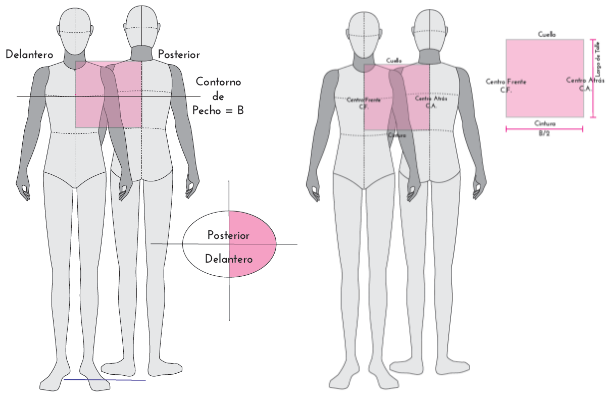 Delantero
Posterior
Contorno
de
Pecho = B
Posterior
Delantero
Cuello
Centro Frente
C.F.
Centro Atrás
C.A.
Cintura
Cuello
Largo de Talle
Centro Frente
C.F.
Centro Atrás
C.A.
Cintura
B/2